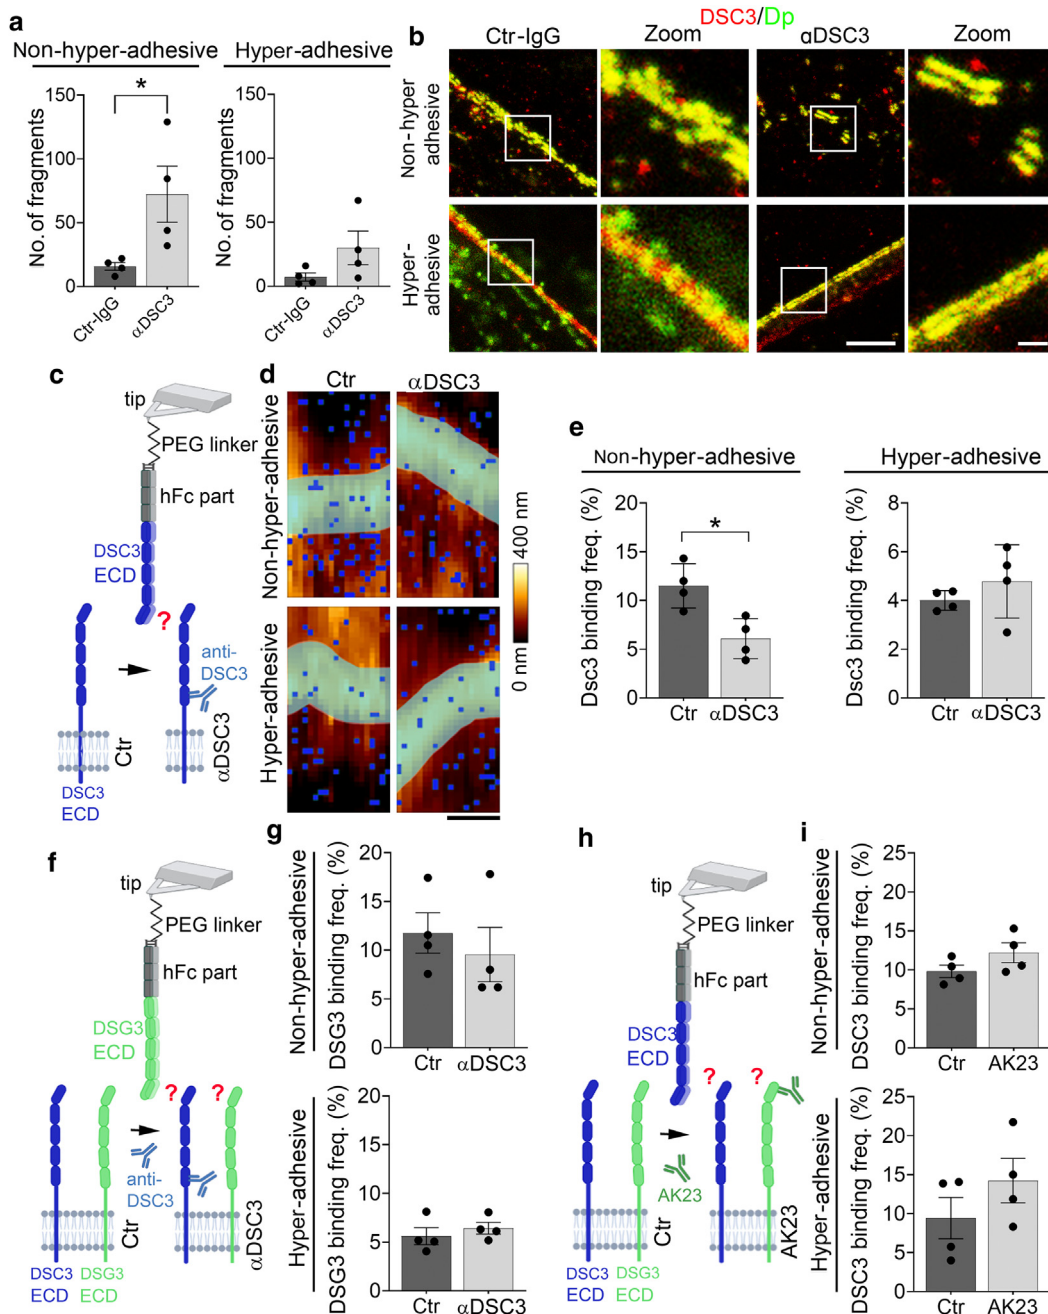 a
Non-hyper-adhesive
Hyper-adhesive
No. of fragments
150
100
50
0
*
Ctr-IgG
αDSC3
No. of fragments
150
100
50
0
Ctr-IgG
αDSC3
b
DSC3/Dp
Ctr-IgG
Zoom
αDSC3
Zoom
Non-hyper
adhesive
Hyper-
adhesive
c
tip
PEG linker
hFc part
DSC3
ECD
?
anti-
DSC3
Ctr
αDSC3
DSC3
ECD
d
Ctr
αDSC3
Non-hyper-adhesive
Hyper-adhesive
400 nm
0 nm
e
Non-hyper-adhesive
Hyper-adhesive
Dsc3 binding freq. (%)
20
15
10
5
0
*
Ctr
αDSC3
Dsc3 binding freq. (%)
8
6
4
2
0
Ctr
αDSC3
f
tip
PEG linker
hFc part
DSG3
ECD
?
?
anti-
DSC3
Ctr
αDSC3
DSC3
ECD
DSG3
ECD
g
Non-hyper-adhesive
DSG3 binding freq. (%)
20
15
10
5
0
Ctr
αDSC3
Hyper-adhesive
DSG3 binding freq. (%)
20
15
10
5
0
Ctr
αDSC3
h
tip
PEG linker
hFc part
DSC3
ECD
?
?
AK23
Ctr
AK23
DSC3
ECD
DSG3
ECD
i
Non-hyper-adhesive
DSC3 binding freq. (%)
25
20
15
10
5
0
Ctr
AK23
Hyper-adhesive
DSC3 binding freq. (%)
25
20
15
10
5
0
Ctr
AK23